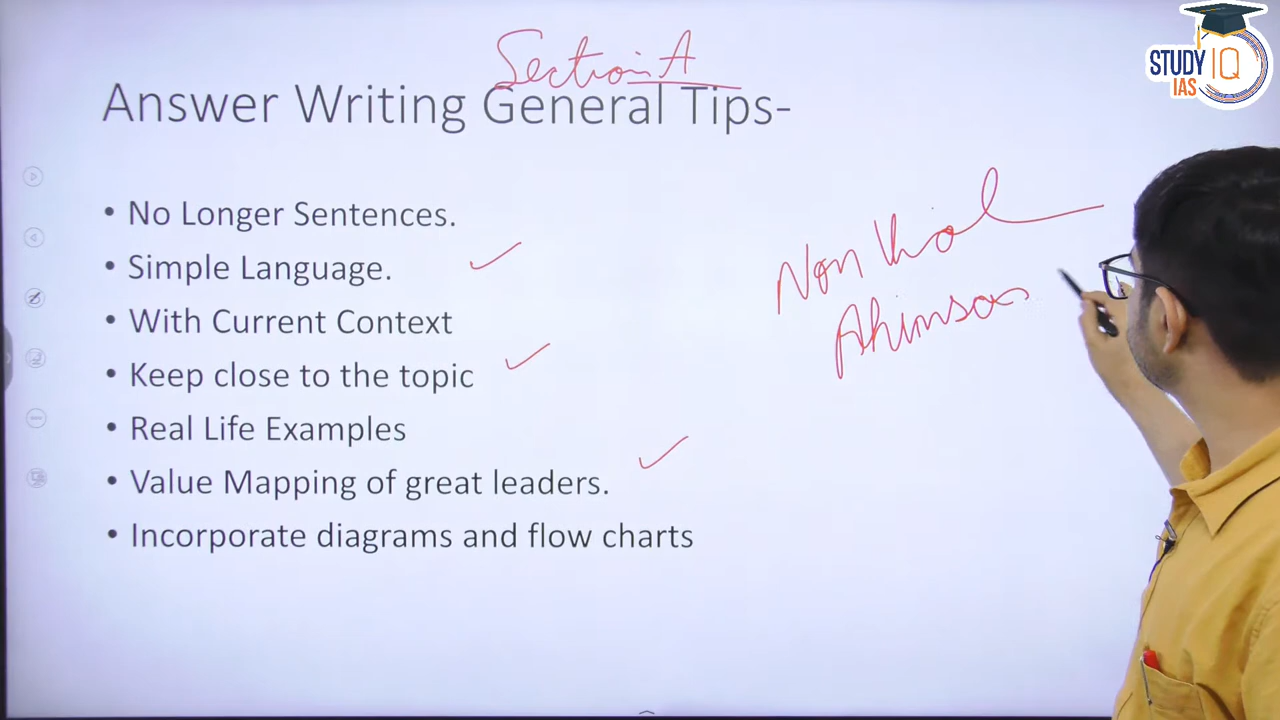 Section A
Answer Writing General Tips-
• No Longer Sentences.
• Simple Language.
• With Current Context
• Keep close to the topic
• Real Life Examples
• Value Mapping of great leaders.
• Incorporate diagrams and flow charts
Non Viol
Ahimsa
STUDY IQ
IAS